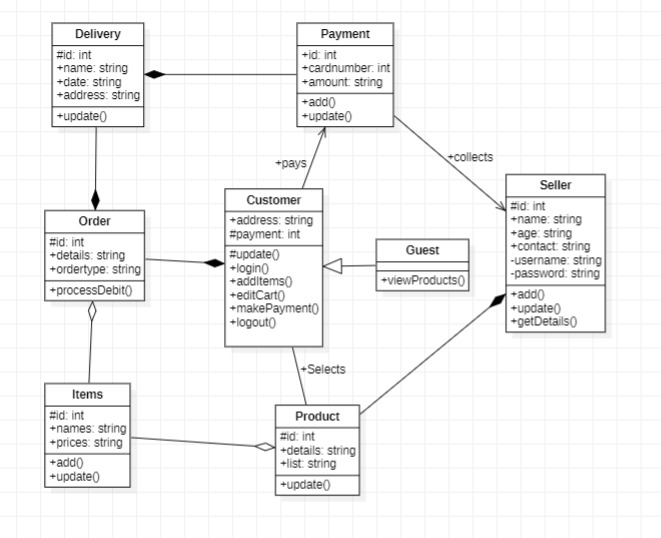 Delivery
#id: int
+name: string
+date: string
+address: string
+update()
Payment
+id: int
+cardnumber: int
+amount: string
+add()
+update()
+pays
+collects
Seller
#id: int
+name: string
+age: string
+contact: string
-username: string
-password: string
+add()
+update()
+getDetails()
Customer
+address: string
#payment: int
#update()
+login()
+addItems()
+editCart()
+makePayment()
+logout()
Order
#id: int
+details: string
+ordertype: string
+processDebit()
Guest
+viewProducts()
+Selects
Items
#id: int
+names: string
+prices: string
+add()
+update()
Product
#id: int
+details: string
+list: string
+update()